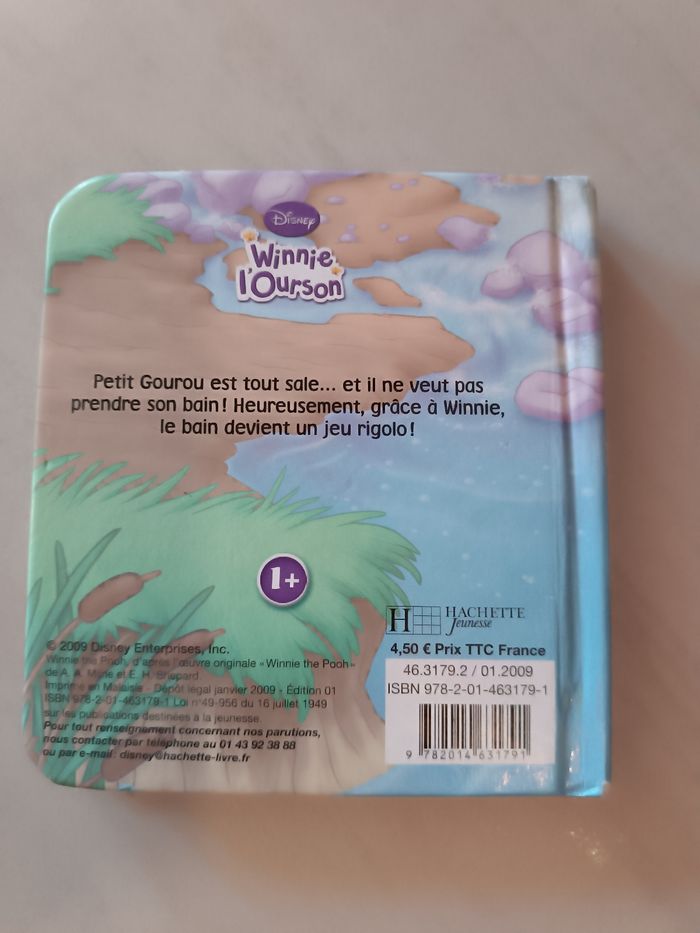 Disney
Winnie
l'Ourson
Petit Gourou est tout sale... et il ne veut pas
prendre son bain ! Heureusement, grâce à Winnie,
le bain devient un jeu rigolo !
1+
H HACHETTE
Jeunesse
4,50 € Prix TTC France
46.3179.2 / 01.2009
ISBN 978-2-01-463179-1
9 782014 631791
© 2009 Disney Enterprises, Inc.
Winnie the Pooh, d'après l'œuvre originale «Winnie the Pooh»
de A. A. Milne et E. H. Shepard.
Imprimé en Malaisie - Dépôt légal janvier 2009 - Édition 01
ISBN 978-2-01-463179-1 Loi n°49-956 du 16 juillet 1949
sur les publications destinées à la jeunesse.
Pour tout renseignement concernant nos parutions,
nous contacter par téléphone au 01 43 92 38 88
ou par e-mail : disney@hachette-livre.fr